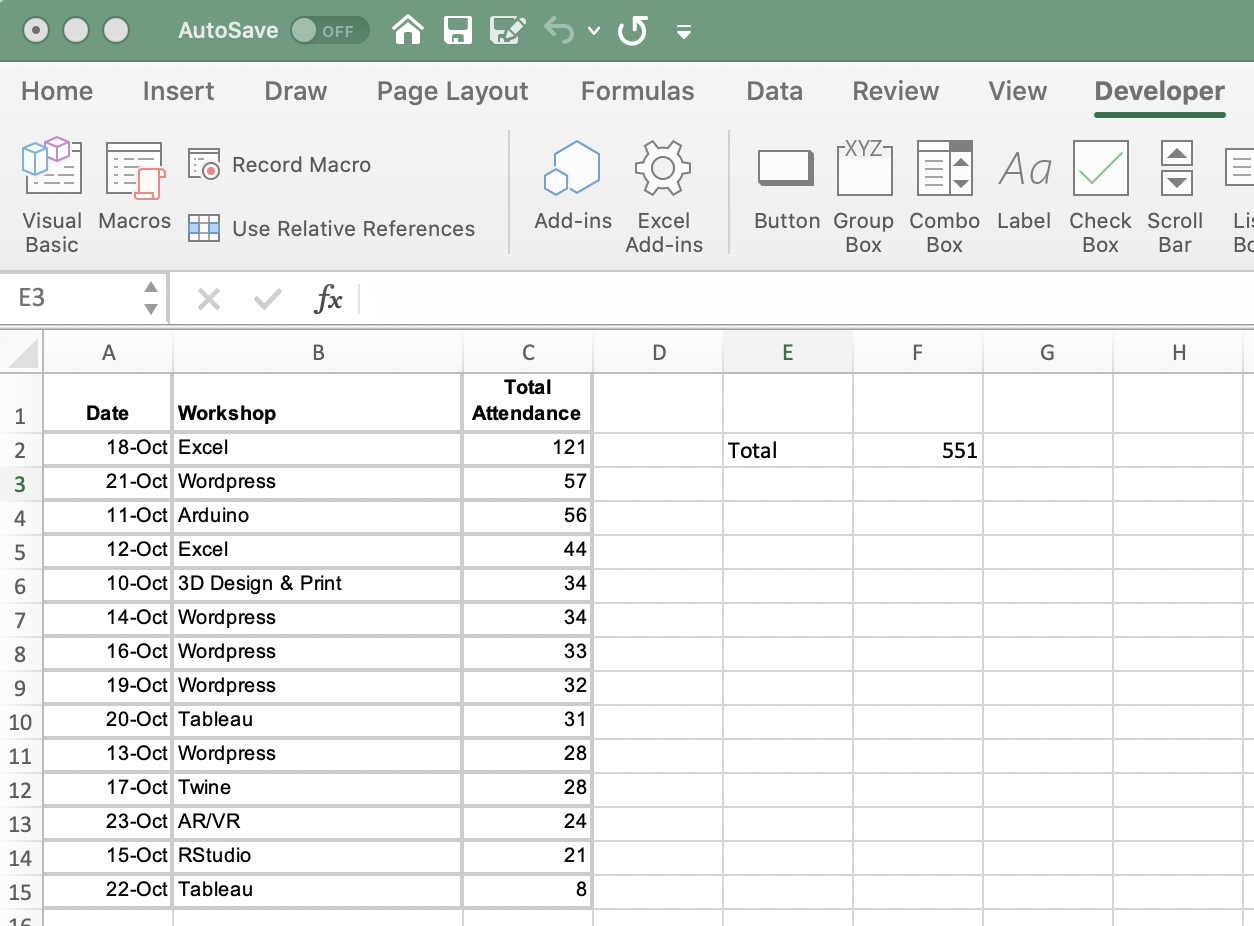 AutoSave OFF
Home Insert Draw Page Layout Formulas Data Review View Developer
Visual Basic
Macros
Record Macro
Use Relative References
Add-ins
Excel Add-ins
Button
XYZ
Group Box
Combo Box
Aa
Label
Check Box
Scroll Bar
E3 fx
A B C D E F G H
1 Date Workshop Total Attendance
2 18-Oct Excel 121 Total 551
3 21-Oct Wordpress 57
4 11-Oct Arduino 56
5 12-Oct Excel 44
6 10-Oct 3D Design & Print 34
7 14-Oct Wordpress 34
8 16-Oct Wordpress 33
9 19-Oct Wordpress 32
10 20-Oct Tableau 31
11 13-Oct Wordpress 28
12 17-Oct Twine 28
13 23-Oct AR/VR 24
14 15-Oct RStudio 21
15 22-Oct Tableau 8
16